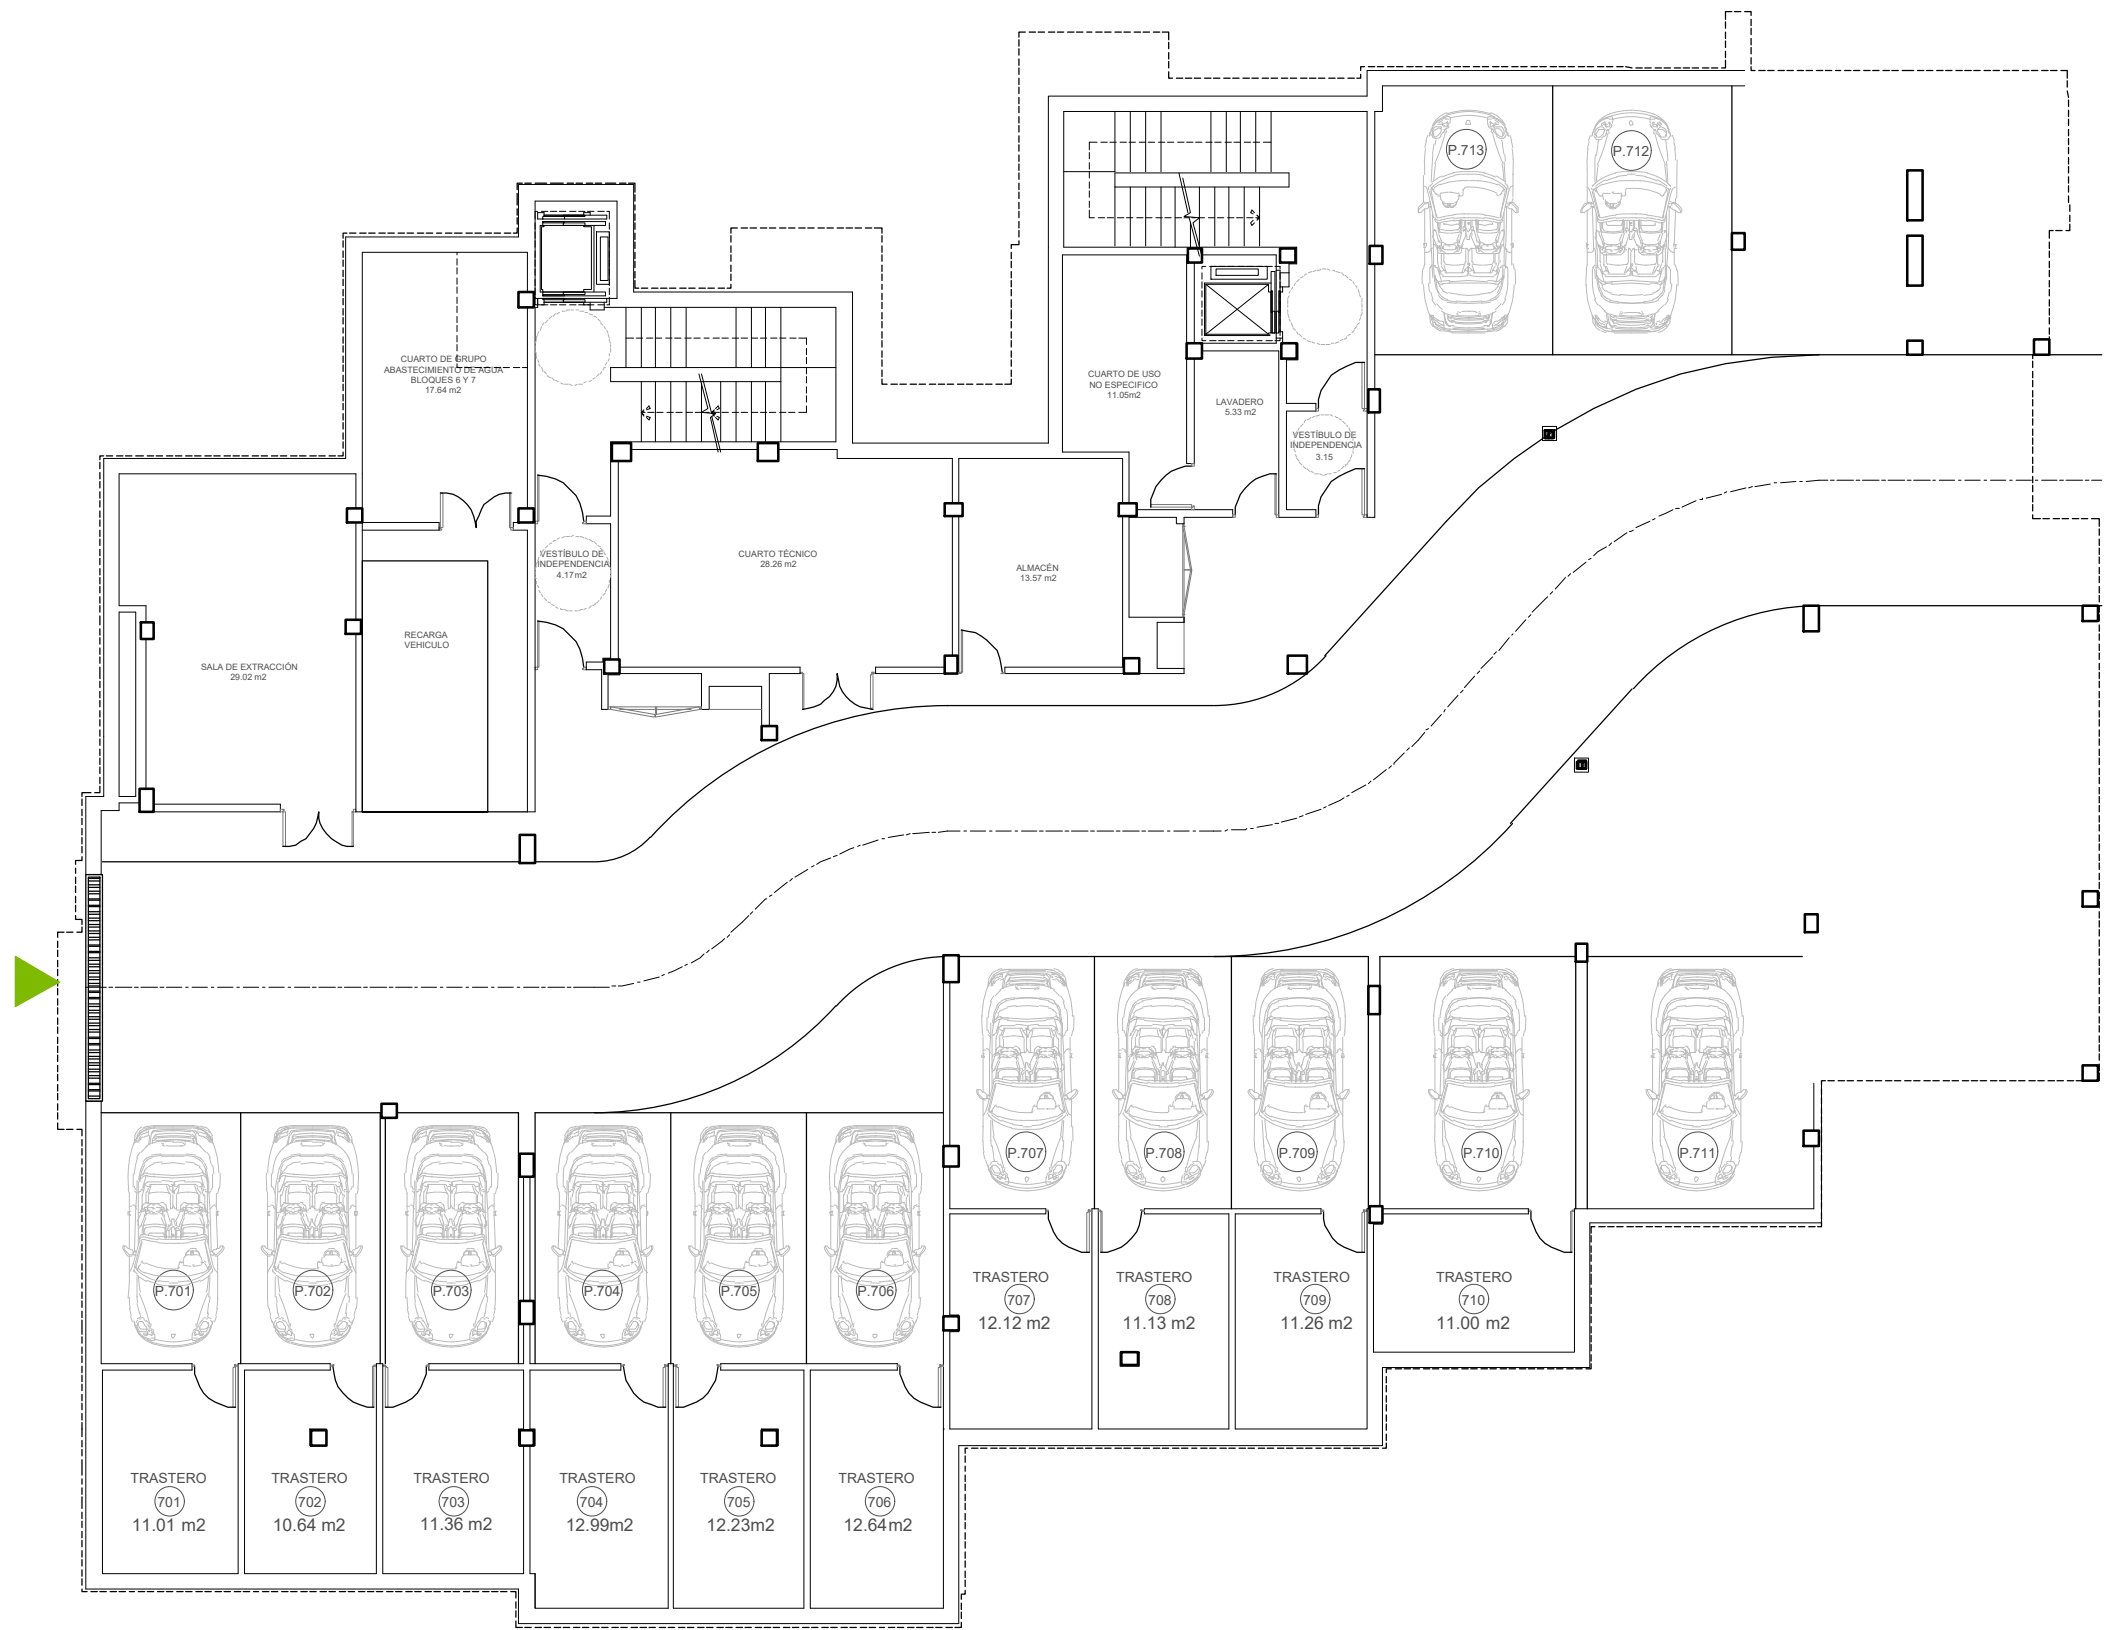 P.713
P.712
CUARTO DE GRUPO
ABASTECIMIENTO DE AGUA
BLOQUES 6 Y 7
17.64 m2
CUARTO DE USO
NO ESPECIFICO
11.05m2
LAVADERO
5.33 m2
VESTÍBULO DE
INDEPENDENCIA
3.15
VESTÍBULO DE
INDEPENDENCIA
4.17m2
CUARTO TÉCNICO
28.26 m2
ALMACÉN
13.57 m2
RECARGA
VEHICULO
SALA DE EXTRACCIÓN
29.02 m2
P.707
P.708
P.709
P.710
P.711
P.701
P.702
P.703
P.704
P.705
P.706
TRASTERO
707
12.12 m2
TRASTERO
708
11.13 m2
TRASTERO
709
11.26 m2
TRASTERO
710
11.00 m2
TRASTERO
701
11.01 m2
TRASTERO
702
10.64 m2
TRASTERO
703
11.36 m2
TRASTERO
704
12.99m2
TRASTERO
705
12.23m2
TRASTERO
706
12.64m2